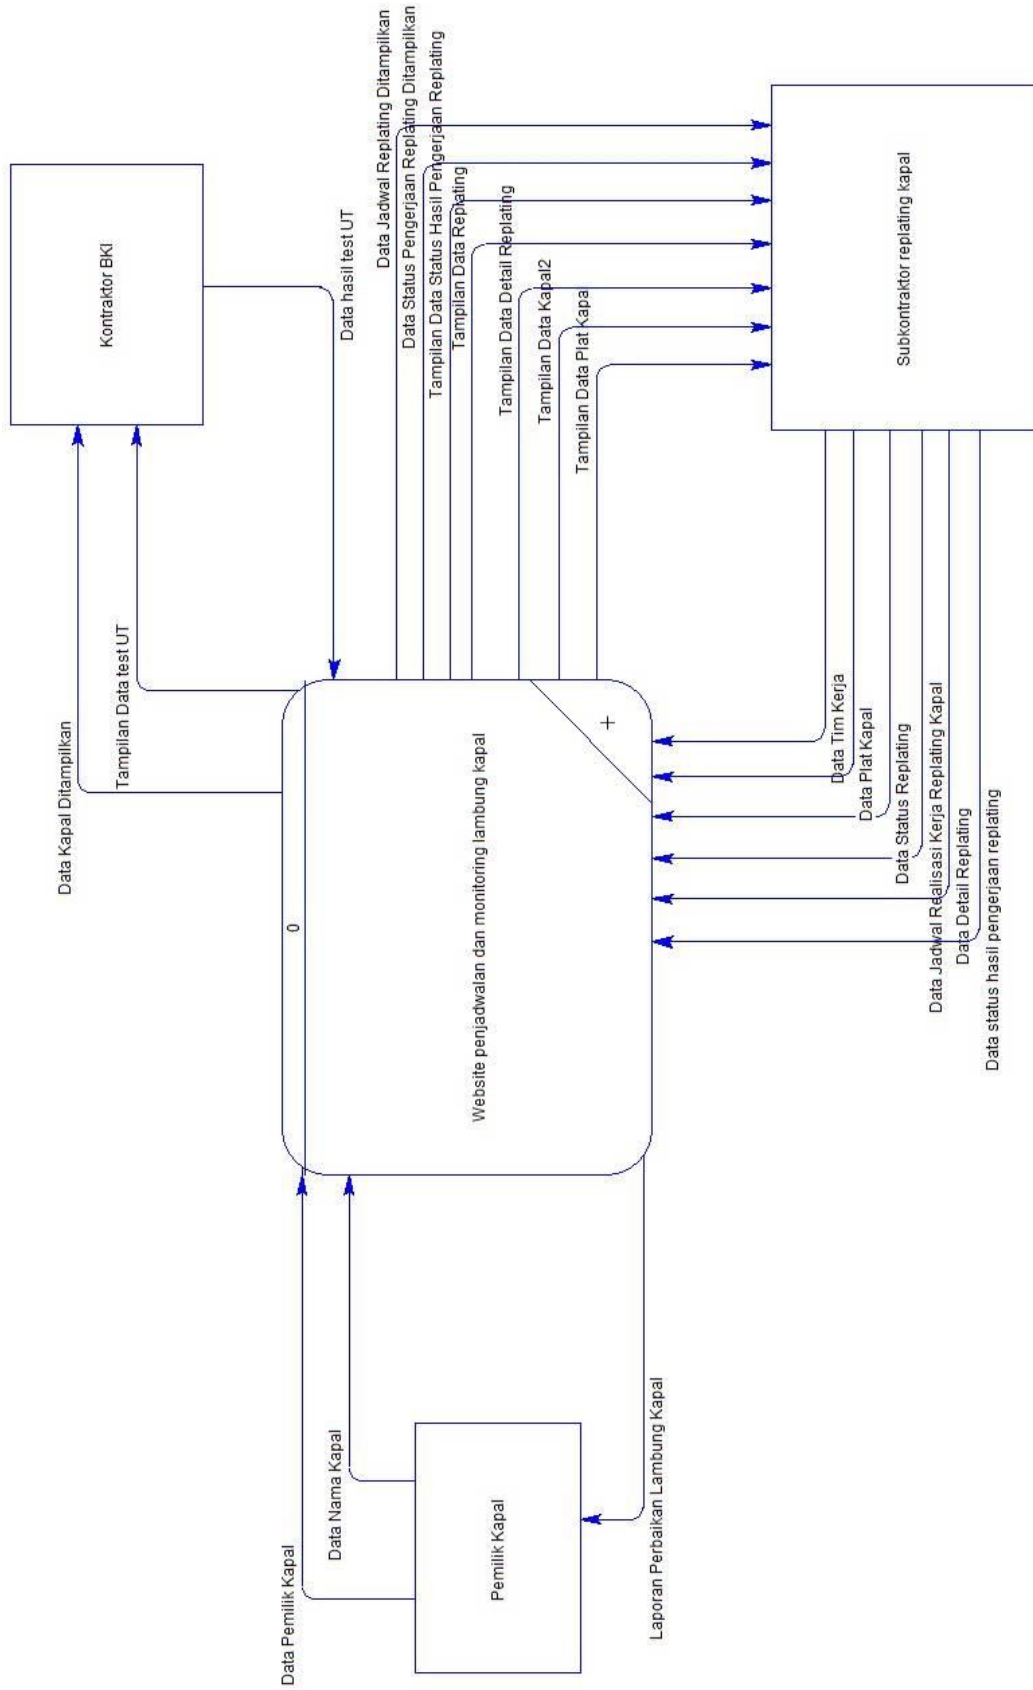 Data Pemilik Kapal
Data Nama Kapal
Pemilik Kapal
Laporan Perbaikan Lambung Kapal
0
Website penjadwalan dan monitoring lambung kapal
+
Data Kapal Ditampilkan
Tampilan Data test UT
Kontraktor BKI
Data hasil test UT
Data Jadwal Replating Ditampilkan
Data Status Pengerjaan Replating Ditampilkan
Tampilan Data Status Hasil Pengerjaan Replating
Tampilan Data Replating
Tampilan Data Detail Replating
Tampilan Data Kapal2
Tampilan Data Plat Kapal
Subkontraktor replating kapal
Data Tim Kerja
Data Plat Kapal
Data Status Replating
Data Jadwal Realisasi Kerja Replating Kapal
Data Detail Replating
Data status hasil pengerjaan replating